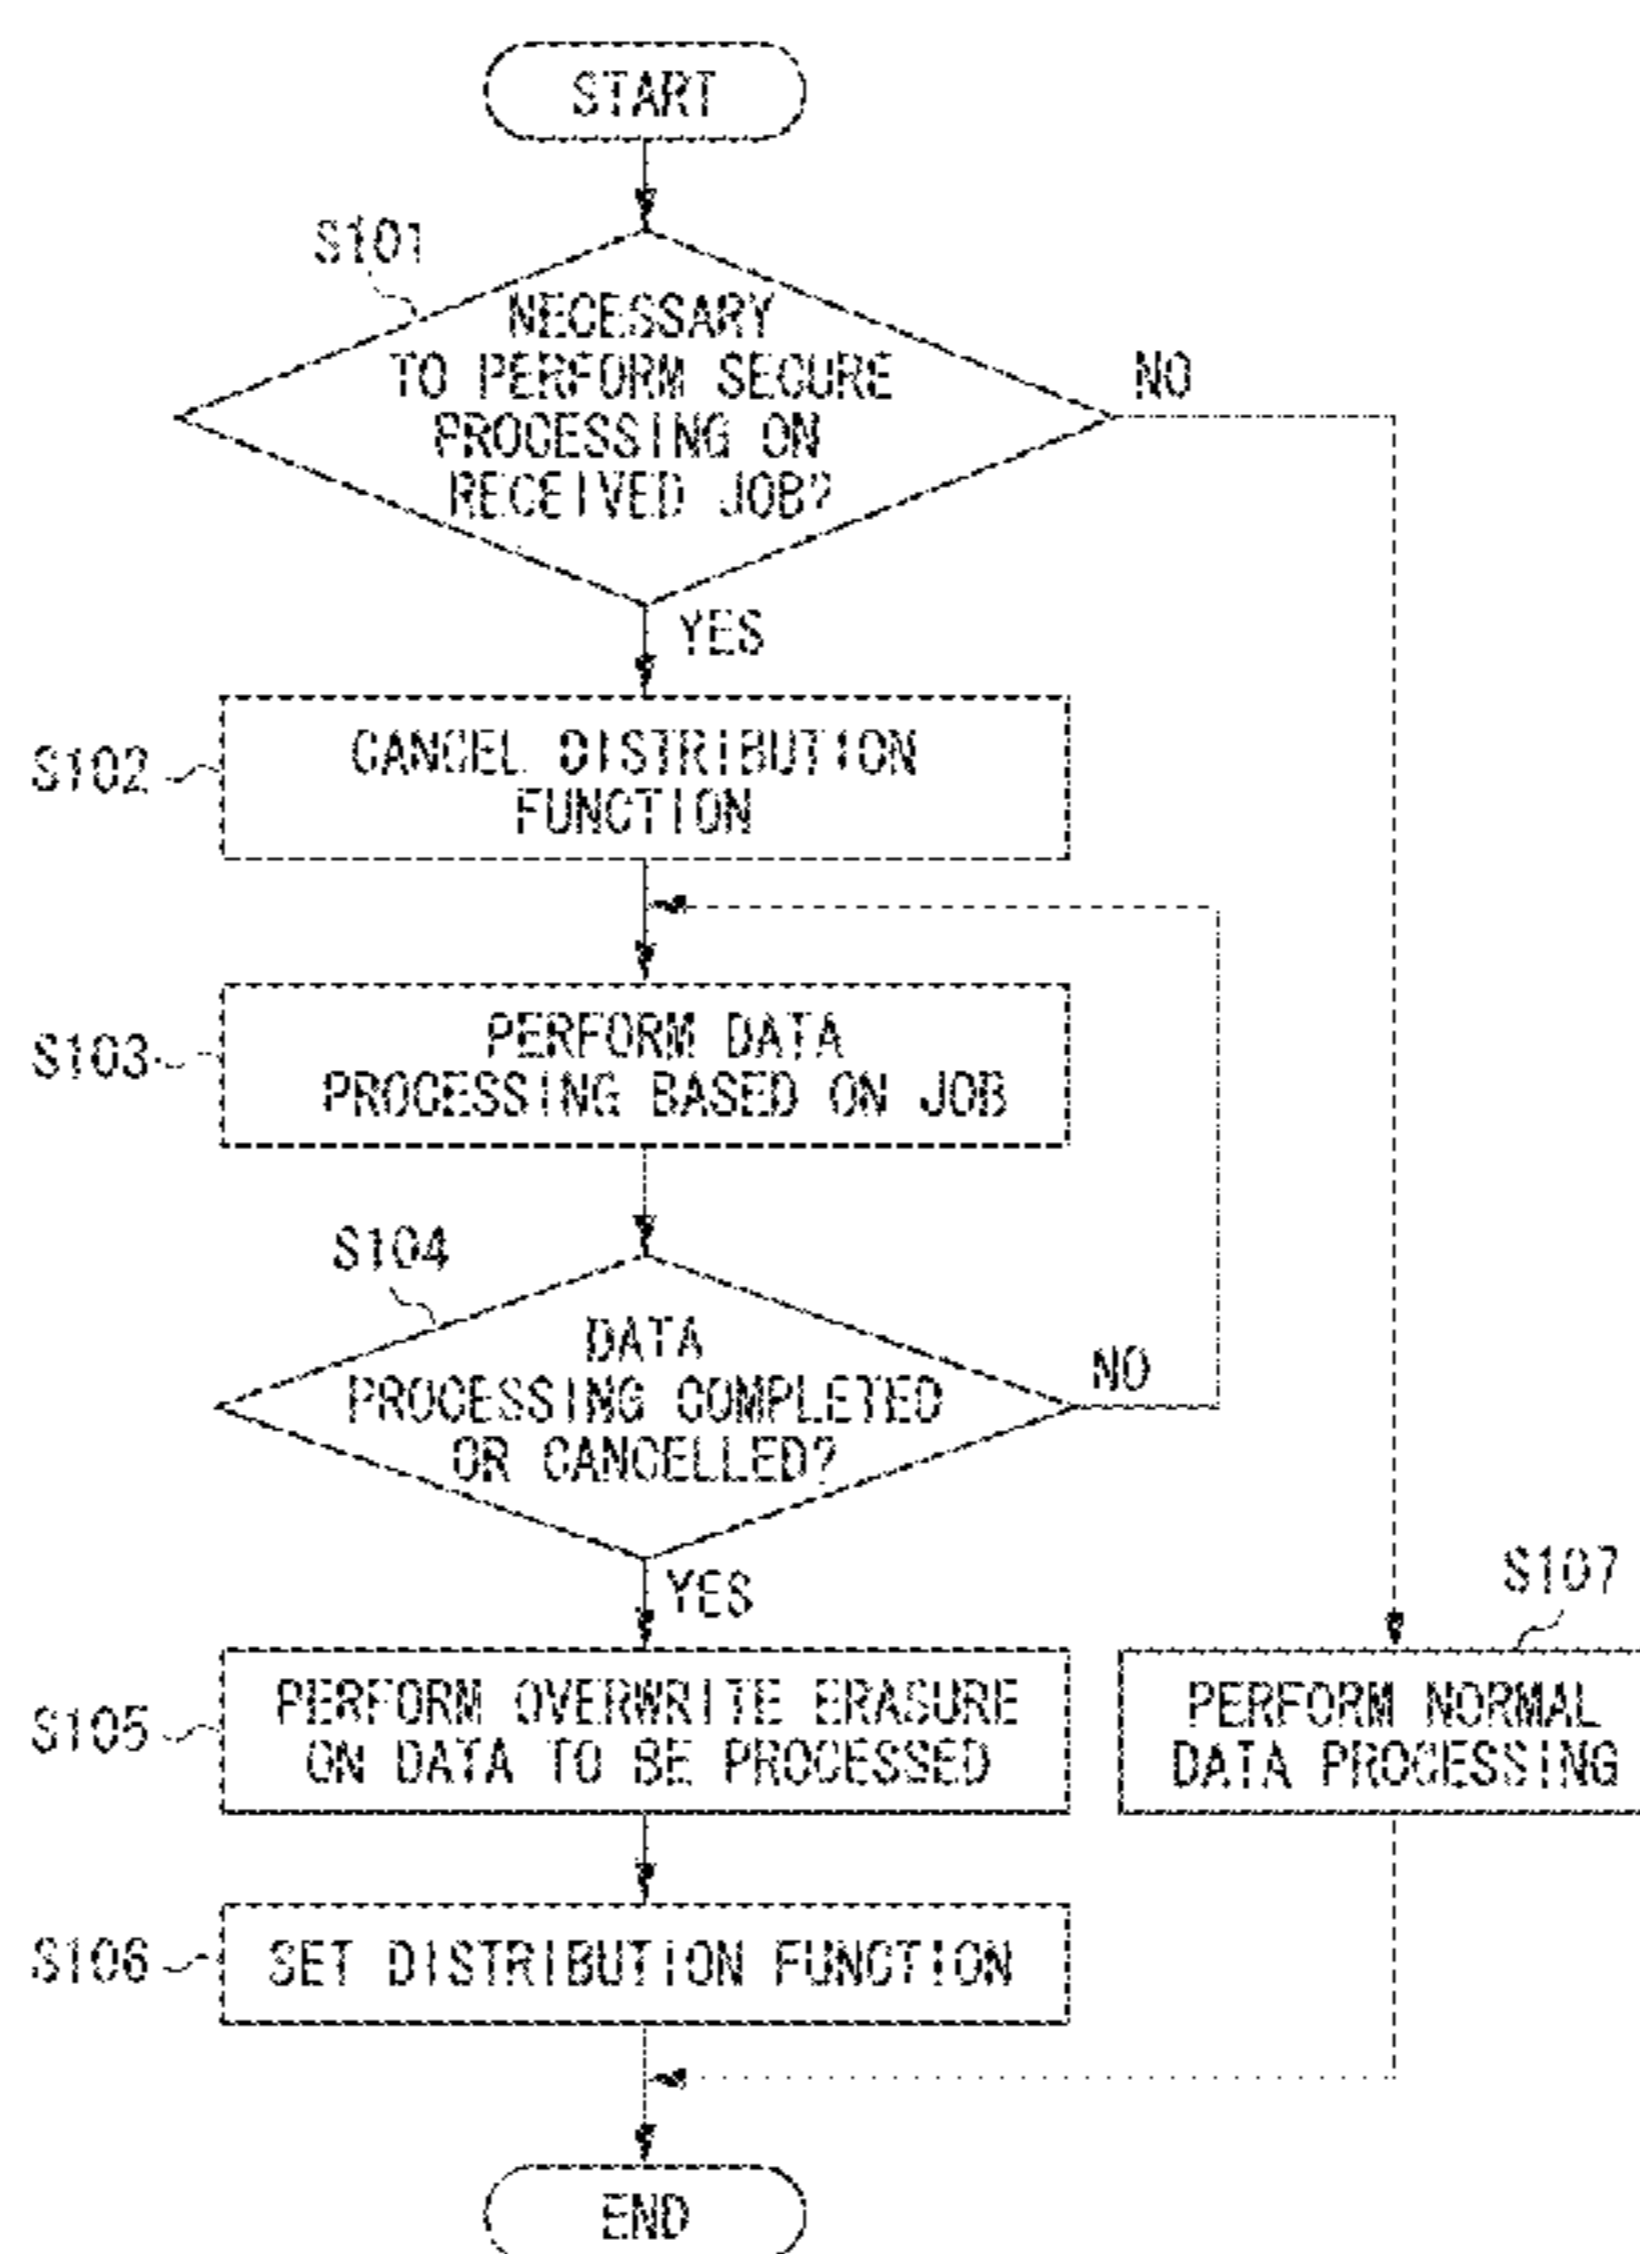 START
S101
NECESSARY
TO PERFORM SECURE
PROCESSING ON
RECEIVED JOB?
NO
YES
S102
CANCEL DISTRIBUTION
FUNCTION
S103
PERFORM DATA
PROCESSING BASED ON JOB
S104
DATA
PROCESSING COMPLETED
OR CANCELLED?
NO
YES
S105
PERFORM OVERWRITE ERASURE
ON DATA TO BE PROCESSED
S107
PERFORM NORMAL
DATA PROCESSING
S106
SET DISTRIBUTION FUNCTION
END